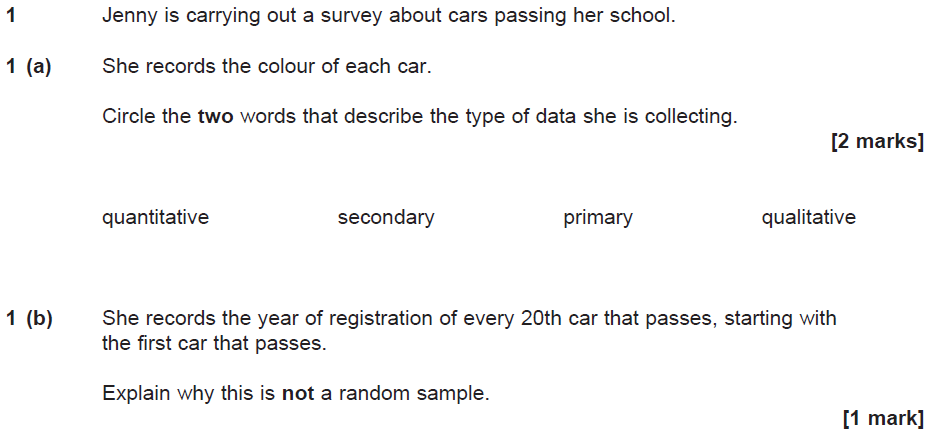 1 Jenny is carrying out a survey about cars passing her school.
1 (a) She records the colour of each car.
Circle the two words that describe the type of data she is collecting.
[2 marks]
quantitative secondary primary qualitative
1 (b) She records the year of registration of every 20th car that passes, starting with
the first car that passes.
Explain why this is not a random sample.
[1 mark]